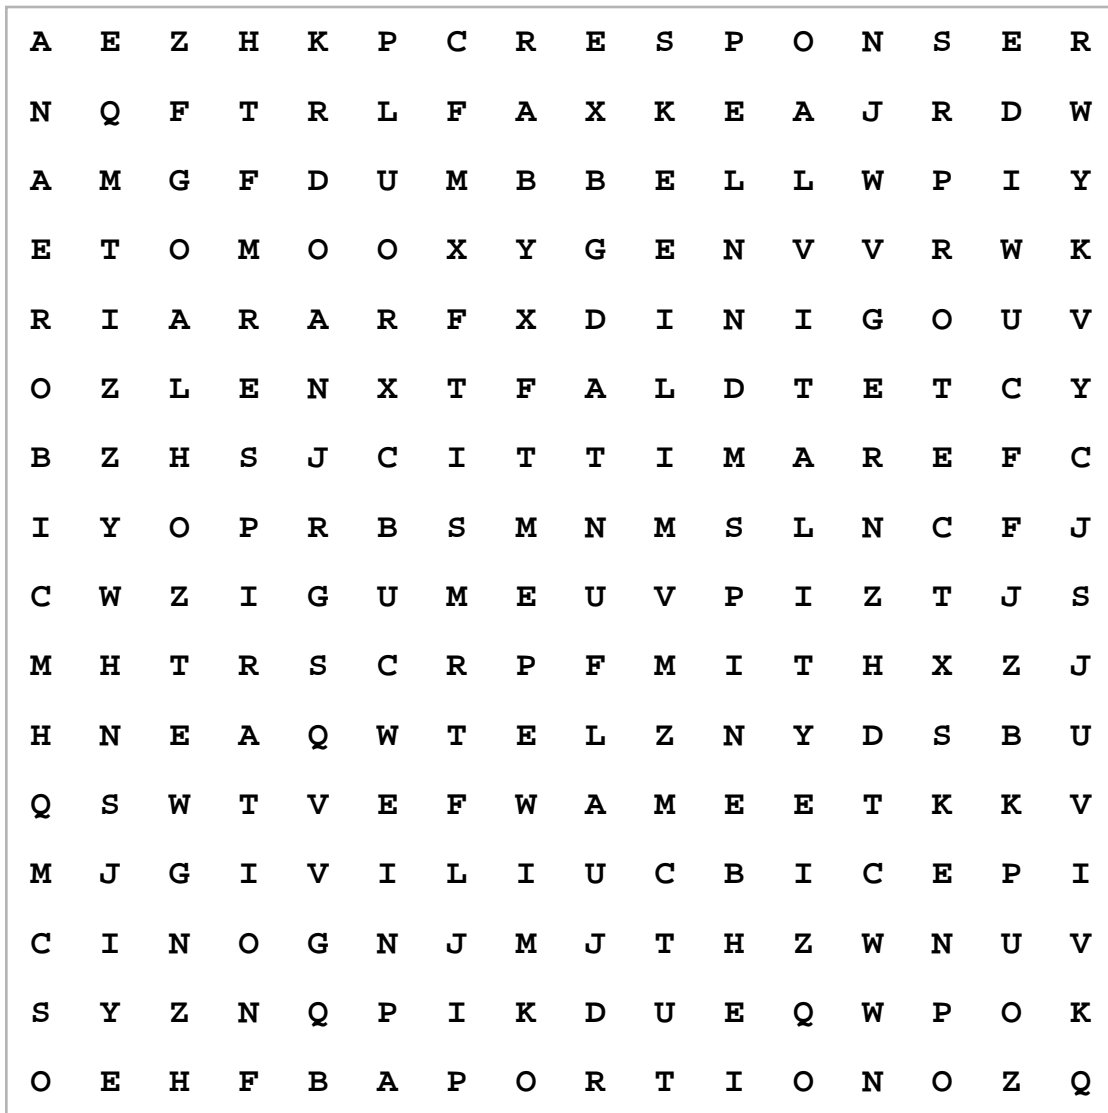 A E Z H K P C R E S P O N S E R
N Q F T R L F A X K E A J R D W
A M G F D U M B B E L L W P I Y
E T O M O O X Y G E N V V R W K
R I A R A R F X D I N I G O U V
O Z L E N X T F A L D T E T C Y
B Z H S J C I T T I M A R E F C
I Y O P R B S M N M S L N C F J
C W Z I G U M E U V P I Z T J S
M H T R S C R P F M I T H X Z J
H N E A Q W T E L Z N Y D S B U
Q S W T V E F W A M E E T K K V
M J G I V I L I U C B I C E P I
C I N O G N J M J T H Z W N U V
S Y Z N Q P I K D U E Q W P O K
O E H F B A P O R T I O N O Z Q